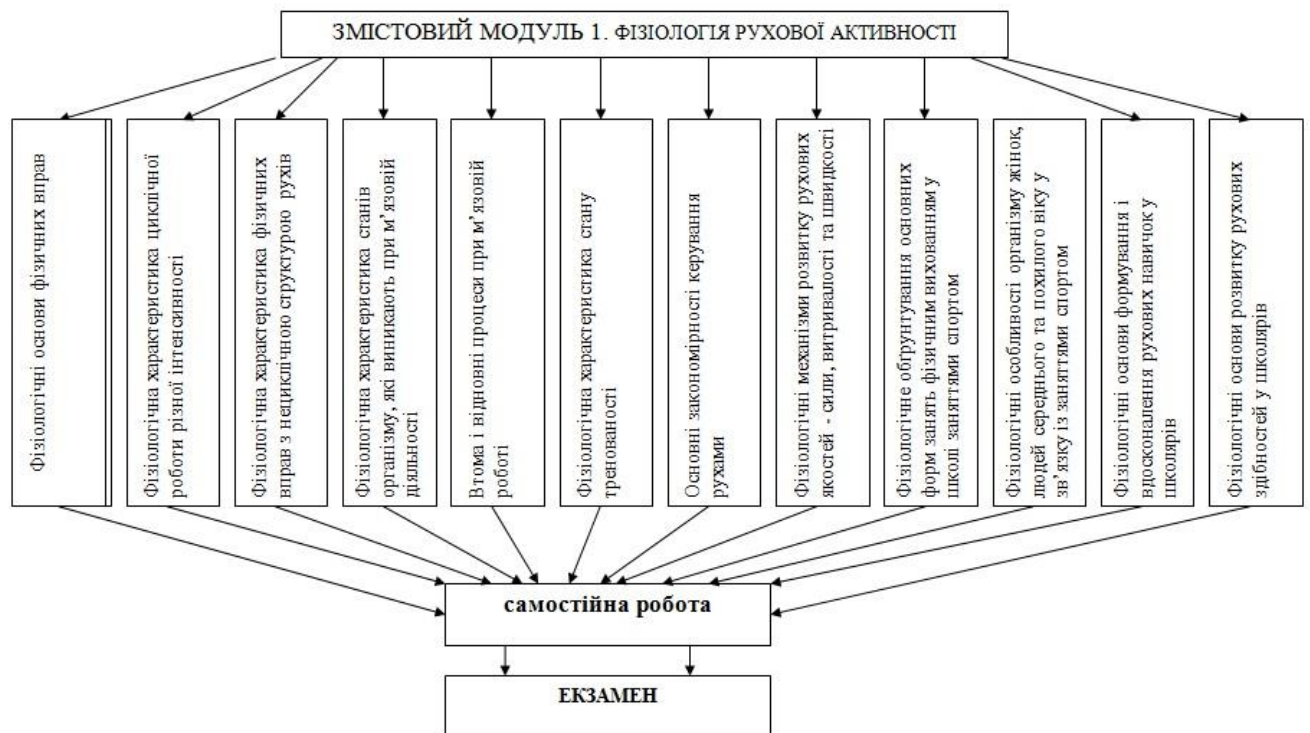 ЗМІСТОВИЙ МОДУЛЬ 1. ФІЗІОЛОГІЯ РУХОВОЇ АКТИВНОСТІ
Фізіологічні основи фізичних вправ
Фізіологічна характеристика циклічної
роботи різної інтенсивності
Фізіологічна характеристика фізичних
вправ з нециклічною структурою рухів
Фізіологічна характеристика станів
організму, які виникають при м’язовій
діяльності
Втома і відновні процеси при м’язовій
роботі
Фізіологічна характеристика стану
тренованості
Основні закономірності керування
рухами
Фізіологічні механізми розвитку рухових
якостей - сили, витривалості та швидкості
Фізіологічне обґрунтування основних
форм занять фізичним вихованням у
школі заняттями спортом
Фізіологічні особливості організму жінок,
людей середнього та похилого віку у
зв’язку із заняттями спортом
Фізіологічні основи формування і
вдосконалення рухових навичок у
школярів
Фізіологічні основи розвитку рухових
здібностей у школярів
самостійна робота
ЕКЗАМЕН